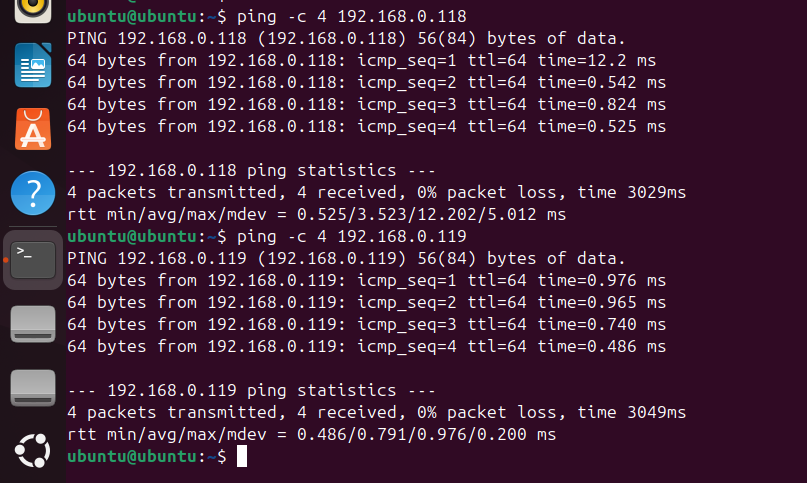 ubuntu@ubuntu:~$ ping -c 4 192.168.0.118
PING 192.168.0.118 (192.168.0.118) 56(84) bytes of data.
64 bytes from 192.168.0.118: icmp_seq=1 ttl=64 time=12.2 ms
64 bytes from 192.168.0.118: icmp_seq=2 ttl=64 time=0.542 ms
64 bytes from 192.168.0.118: icmp_seq=3 ttl=64 time=0.824 ms
64 bytes from 192.168.0.118: icmp_seq=4 ttl=64 time=0.525 ms

--- 192.168.0.118 ping statistics ---
4 packets transmitted, 4 received, 0% packet loss, time 3029ms
rtt min/avg/max/mdev = 0.525/3.523/12.202/5.012 ms
ubuntu@ubuntu:~$ ping -c 4 192.168.0.119
PING 192.168.0.119 (192.168.0.119) 56(84) bytes of data.
64 bytes from 192.168.0.119: icmp_seq=1 ttl=64 time=0.976 ms
64 bytes from 192.168.0.119: icmp_seq=2 ttl=64 time=0.965 ms
64 bytes from 192.168.0.119: icmp_seq=3 ttl=64 time=0.740 ms
64 bytes from 192.168.0.119: icmp_seq=4 ttl=64 time=0.486 ms

--- 192.168.0.119 ping statistics ---
4 packets transmitted, 4 received, 0% packet loss, time 3049ms
rtt min/avg/max/mdev = 0.486/0.791/0.976/0.200 ms
ubuntu@ubuntu:~$